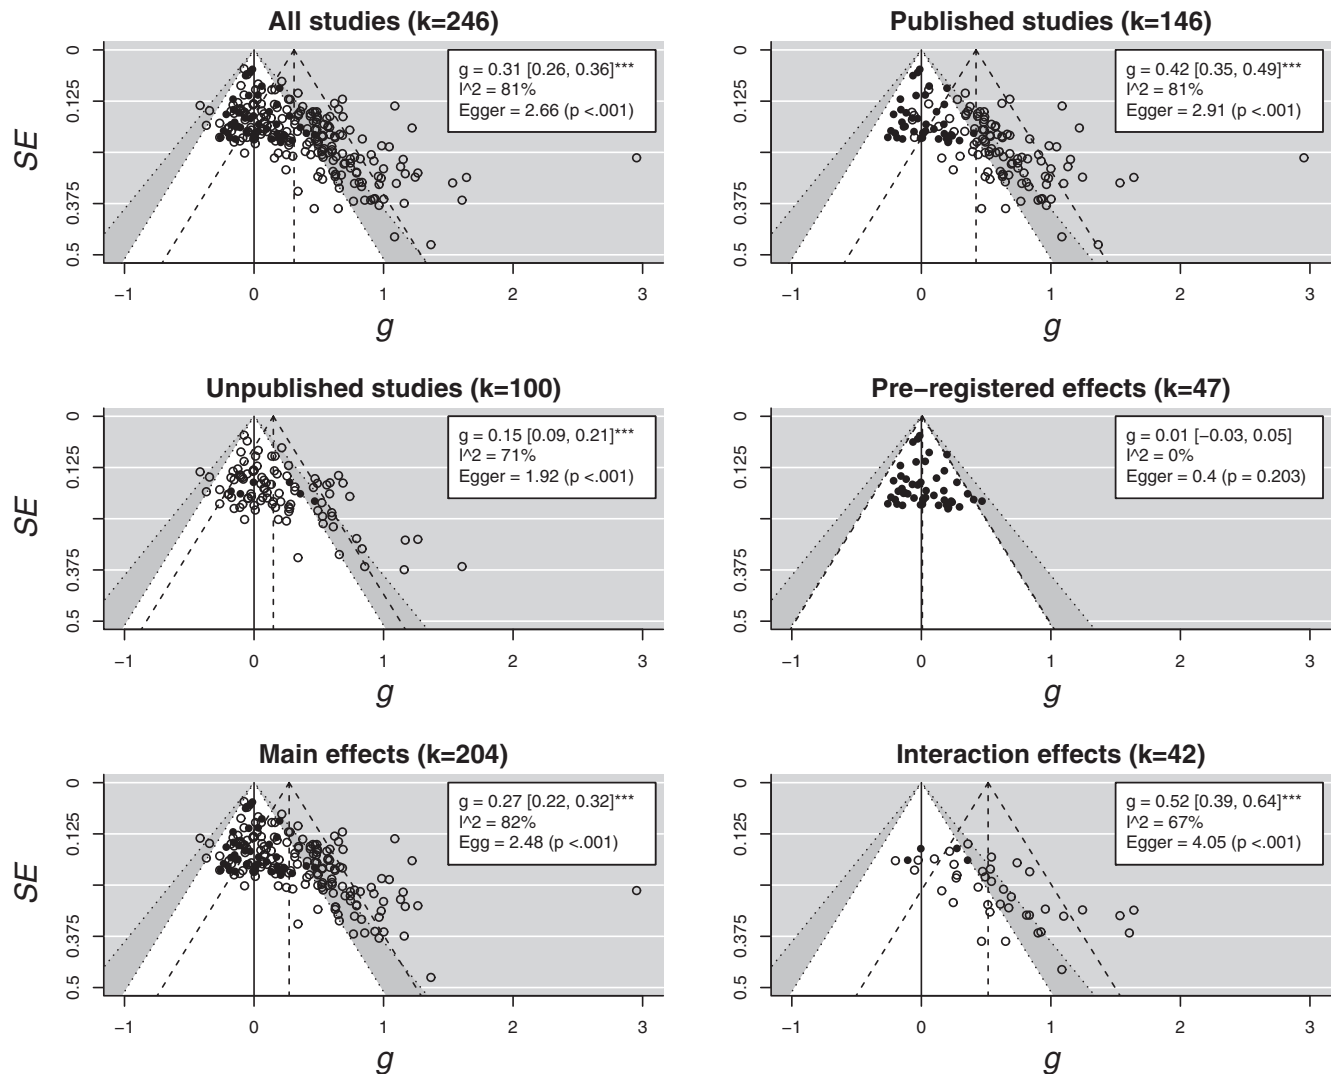 All studies (k=246)
g = 0.31 [0.26, 0.36]***
I^2 = 81%
Egger = 2.66 (p <.001)
SE
0
0.125
0.375
0.5
−1
0
1
2
3
g
Published studies (k=146)
g = 0.42 [0.35, 0.49]***
I^2 = 81%
Egger = 2.91 (p <.001)
0
0.125
0.375
0.5
−1
0
1
2
3
g
Unpublished studies (k=100)
g = 0.15 [0.09, 0.21]***
I^2 = 71%
Egger = 1.92 (p <.001)
SE
0
0.125
0.375
0.5
−1
0
1
2
3
g
Pre−registered effects (k=47)
g = 0.01 [−0.03, 0.05]
I^2 = 0%
Egger = 0.4 (p = 0.203)
0
0.125
0.375
0.5
−1
0
1
2
3
g
Main effects (k=204)
g = 0.27 [0.22, 0.32]***
I^2 = 82%
Egg = 2.48 (p <.001)
SE
0
0.125
0.375
0.5
−1
0
1
2
3
g
Interaction effects (k=42)
g = 0.52 [0.39, 0.64]***
I^2 = 67%
Egger = 4.05 (p <.001)
0
0.125
0.375
0.5
−1
0
1
2
3
g